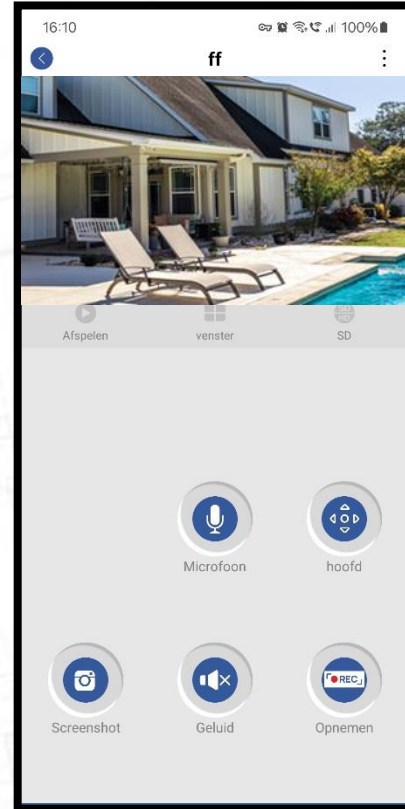 16:10 100%
ff
Afspelen venster SD
Microfoon hoofd
REC
Screenshot Geluid Opnemen